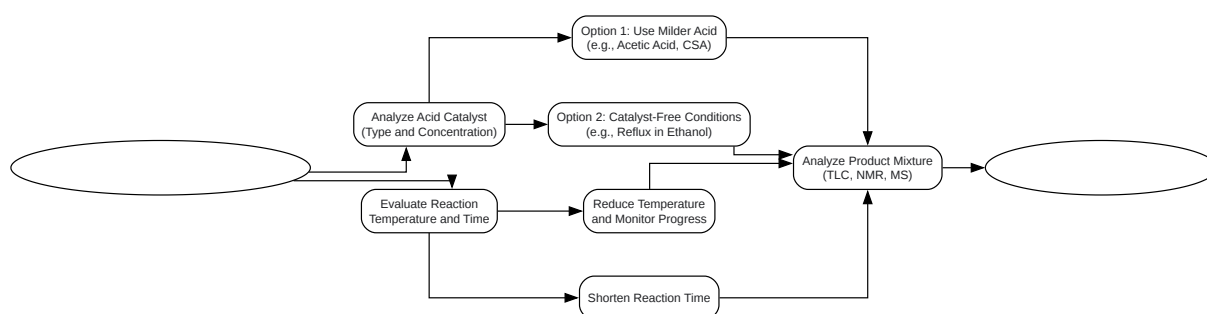 Option 1: Use Milder Acid
(e.g., Acetic Acid, CSA)
Analyze Acid Catalyst
(Type and Concentration)
Option 2: Catalyst-Free Conditions
(e.g., Reflux in Ethanol)
Analyze Product Mixture
(TLC, NMR, MS)
Evaluate Reaction
Temperature and Time
Reduce Temperature
and Monitor Progress
Shorten Reaction Time